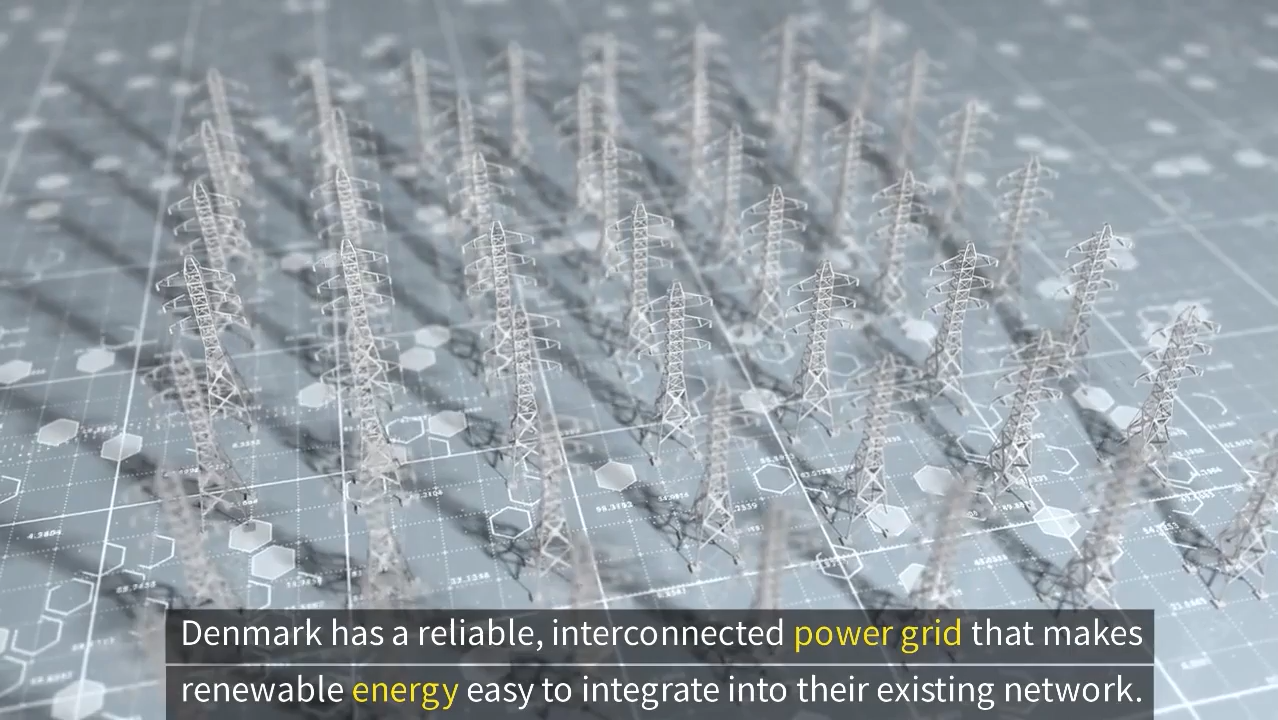 Denmark has a reliable, interconnected power grid that makes
renewable energy easy to integrate into their existing network.